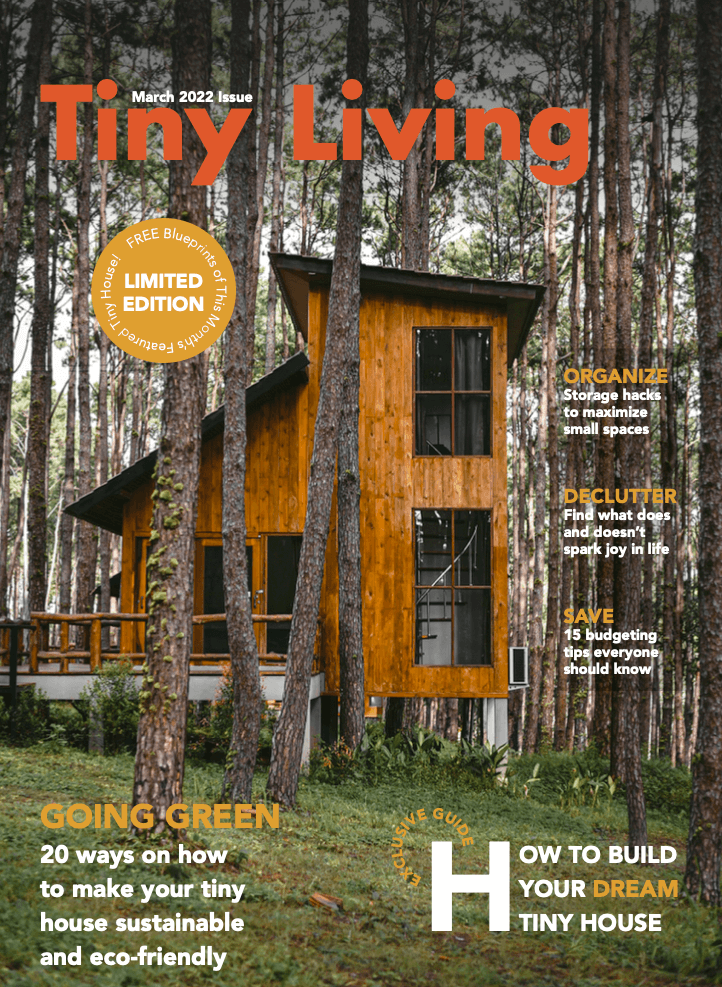 March 2022 Issue
Tiny Living
FREE Blueprints of This Month's Featured Tiny House!
LIMITED
EDITION
ORGANIZE
Storage hacks
to maximize
small spaces
DECLUTTER
Find what does
and doesn't
spark joy in life
SAVE
15 budgeting
tips everyone
should know
GOING GREEN
20 ways on how
to make your tiny
house sustainable
and eco-friendly
EXCLUSIVE GUIDE
HOW TO BUILD
YOUR DREAM
TINY HOUSE